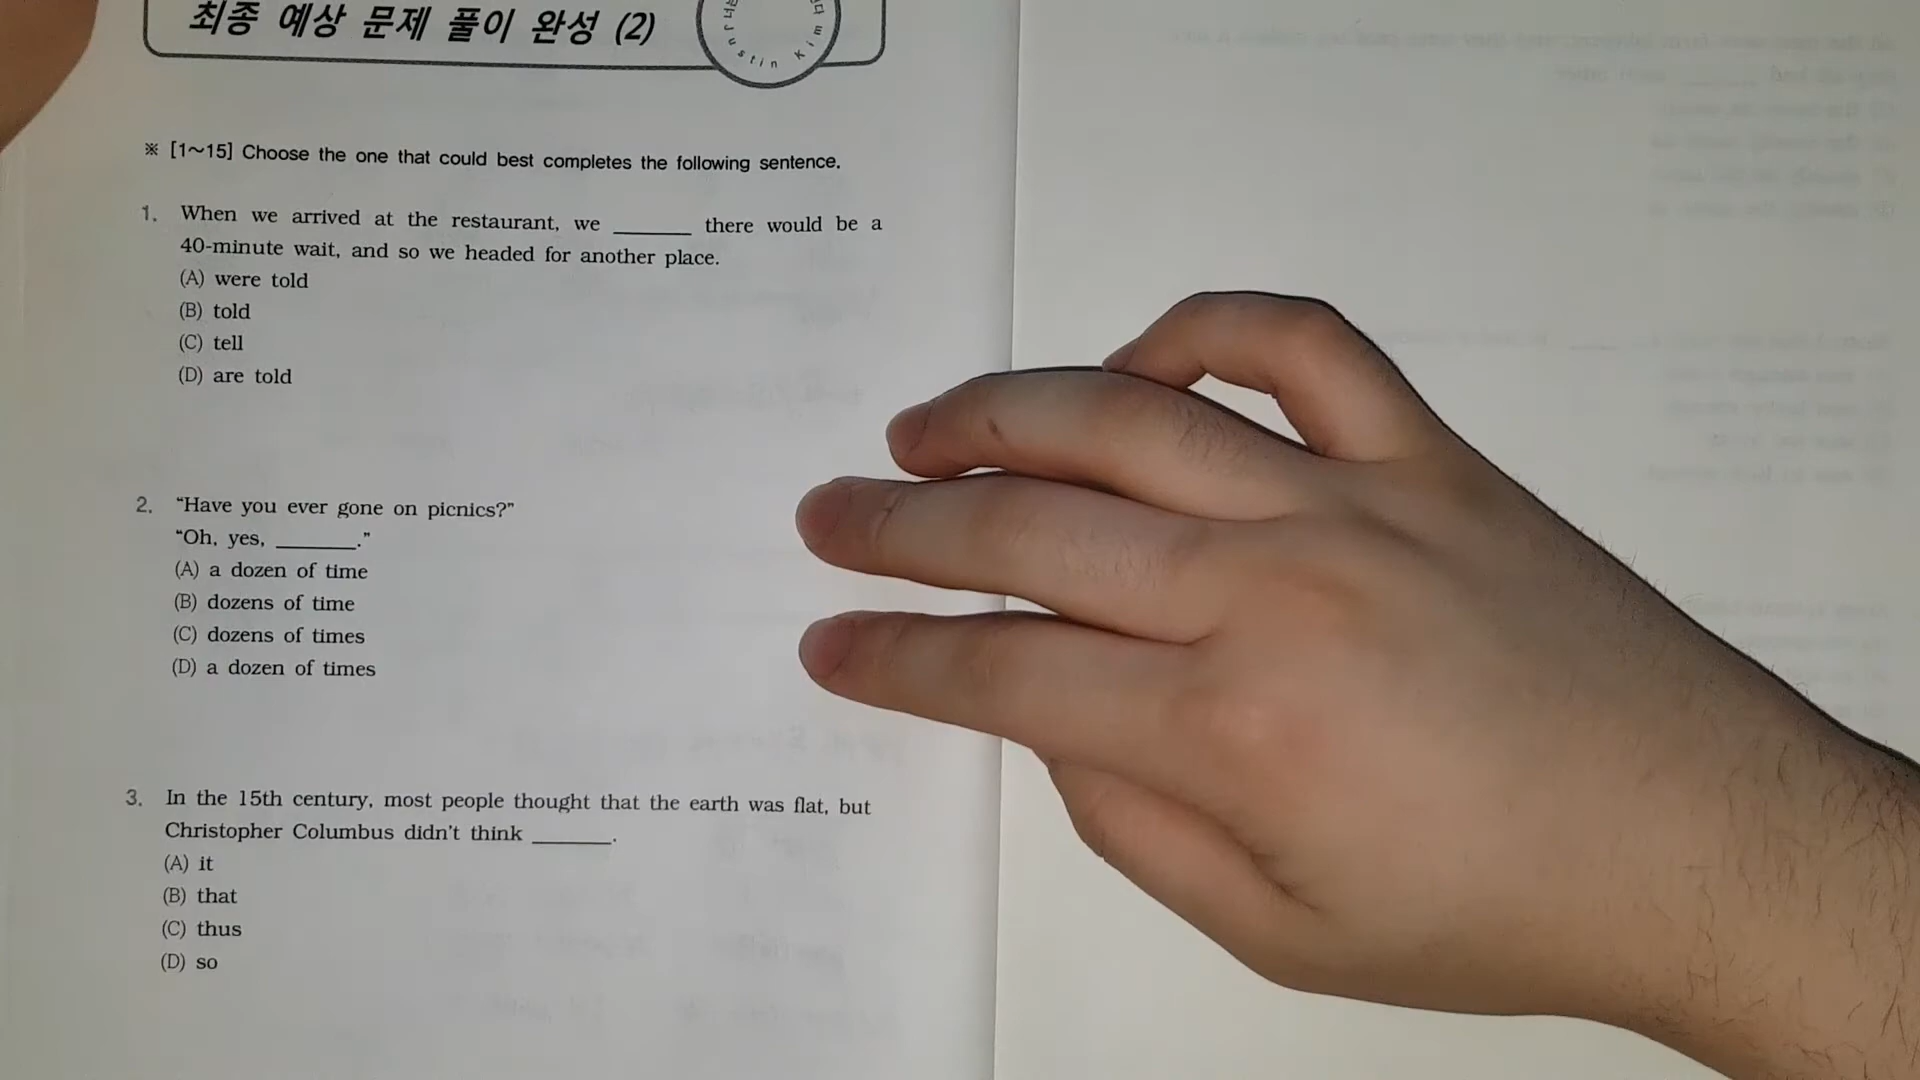 최종 예상 문제 풀이 완성 (2)
Justin Kim
※ [1~15] Choose the one that could best completes the following sentence.
1. When we arrived at the restaurant, we _______ there would be a
40-minute wait, and so we headed for another place.
(A) were told
(B) told
(C) tell
(D) are told
2. “Have you ever gone on picnics?”
“Oh, yes, _______.”
(A) a dozen of time
(B) dozens of time
(C) dozens of times
(D) a dozen of times
3. In the 15th century, most people thought that the earth was flat, but
Christopher Columbus didn't think _______.
(A) it
(B) that
(C) thus
(D) so